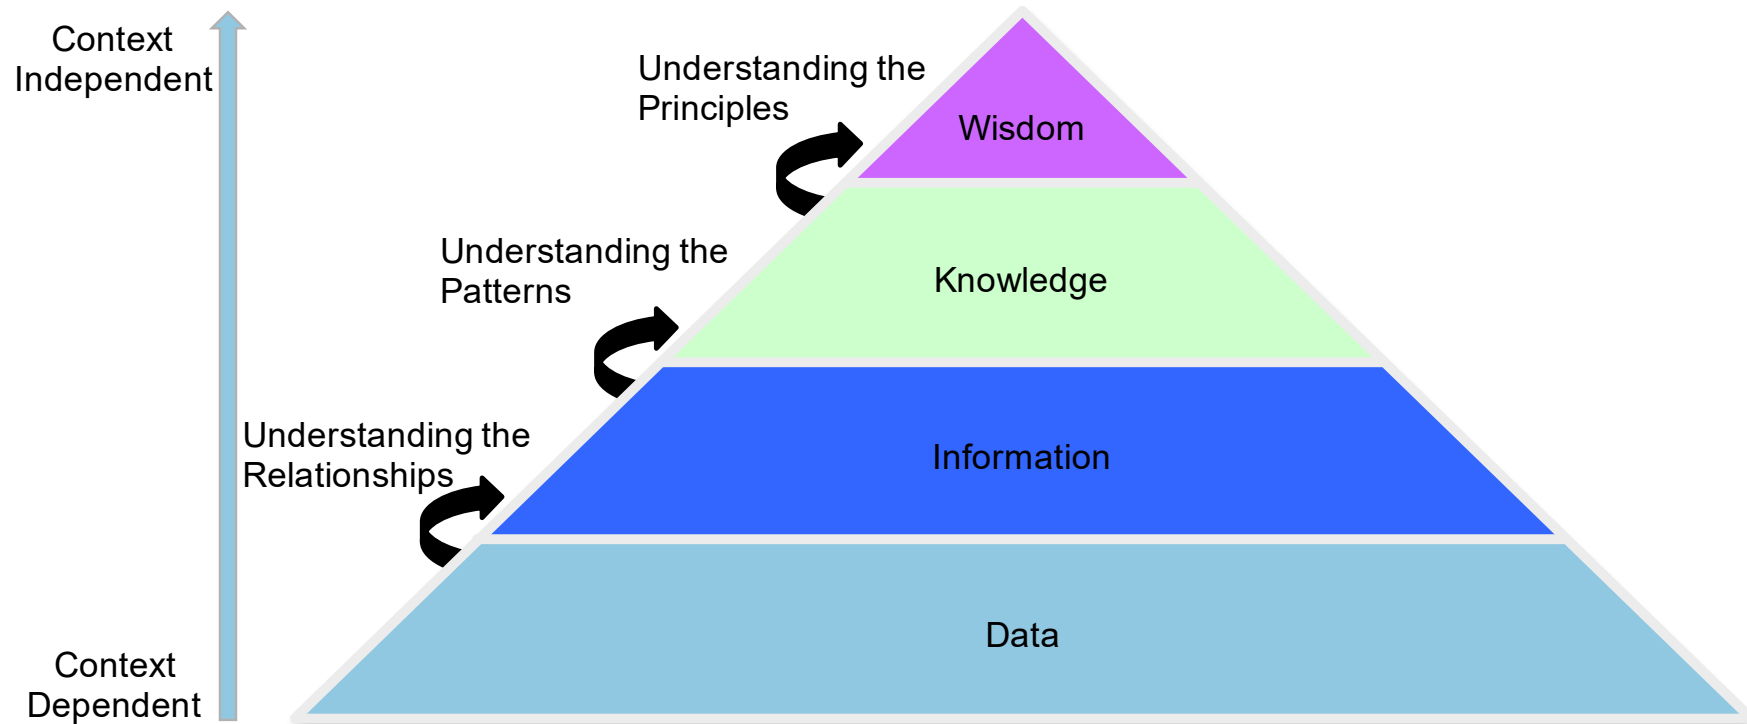 Context
Independent
Understanding the
Principles
Wisdom
Understanding the
Patterns
Knowledge
Understanding the
Relationships
Information
Data
Context
Dependent